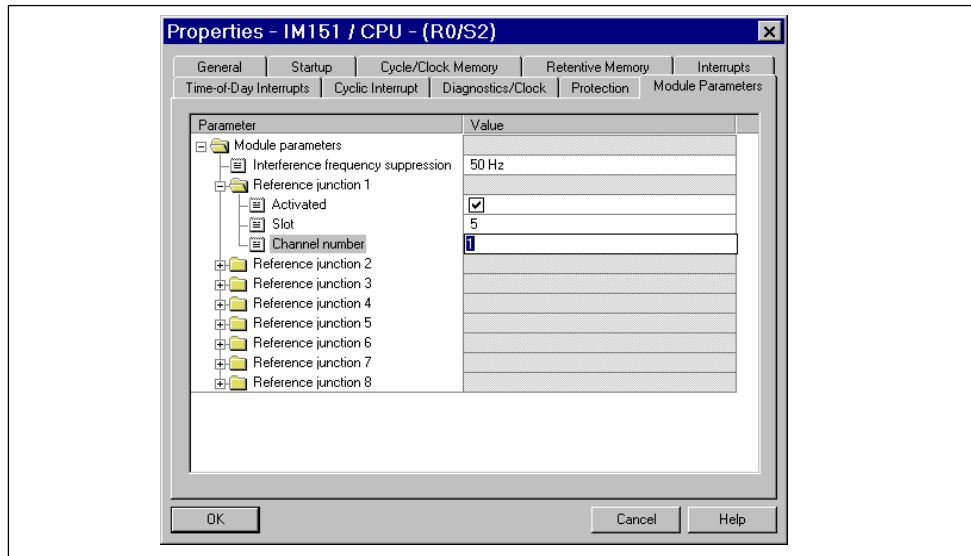 Properties - IM151 / CPU - (R0/S2)
General Startup Cycle/Clock Memory Retentive Memory Interrupts
Time-of-Day Interrupts Cyclic Interrupt Diagnostics/Clock Protection Module Parameters
Parameter Value
Module parameters
Interference frequency suppression 50 Hz
Reference junction 1
Activated
Slot 5
Channel number 1
Reference junction 2
Reference junction 3
Reference junction 4
Reference junction 5
Reference junction 6
Reference junction 7
Reference junction 8
OK Cancel Help